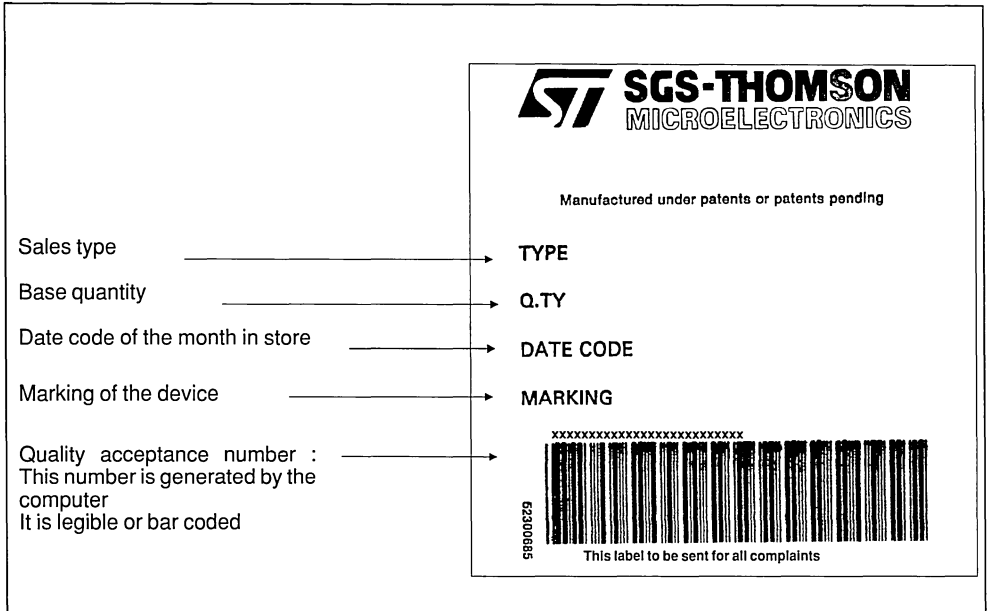 ST SGS-THOMSON
MICROELECTRONICS
Manufactured under patents or patents pending
Sales type
TYPE
Base quantity
Q.TY
Date code of the month in store
DATE CODE
Marking of the device
MARKING
Quality acceptance number :
This number is generated by the
computer
It is legible or bar coded
xxxxxxxxxxxxxxxxxxxxxxxxxx
52300685
This label to be sent for all complaints